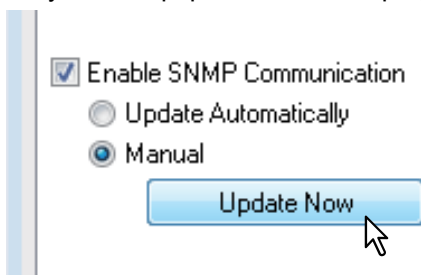 Enable SNMP Communication
Update Automatically
Manual
Update Now